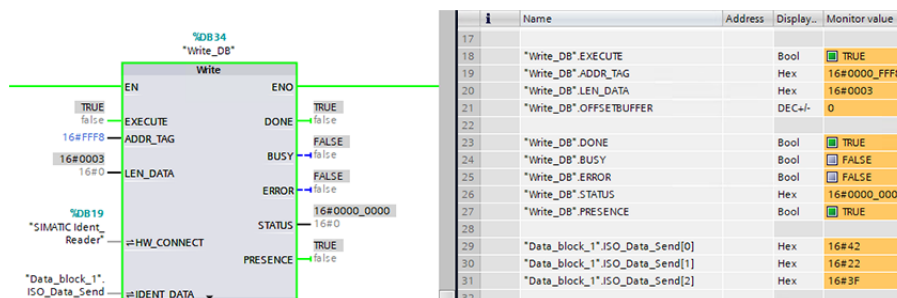 %DB34
"Write_DB"
Write
EN ENO
TRUE TRUE
false EXECUTE DONE false
16#FFF8 ADDR_TAG FALSE
16#0003 BUSY false
16#0 LEN_DATA FALSE
ERROR false
%DB19 16#0000_0000
"SIMATIC Ident_ STATUS 16#0
Reader" HW_CONNECT TRUE
PRESENCE false
"Data_block_1".
ISO_Data_Send IDENT_DATA
i Name Address Display.. Monitor value
17
18 "Write_DB".EXECUTE Bool TRUE
19 "Write_DB".ADDR_TAG Hex 16#0000_FFF8
20 "Write_DB".LEN_DATA Hex 16#0003
21 "Write_DB".OFFSETBUFFER DEC+/- 0
22
23 "Write_DB".DONE Bool TRUE
24 "Write_DB".BUSY Bool FALSE
25 "Write_DB".ERROR Bool FALSE
26 "Write_DB".STATUS Hex 16#0000_000
27 "Write_DB".PRESENCE Bool TRUE
28
29 "Data_block_1".ISO_Data_Send[0] Hex 16#42
30 "Data_block_1".ISO_Data_Send[1] Hex 16#22
31 "Data_block_1".ISO_Data_Send[2] Hex 16#3F